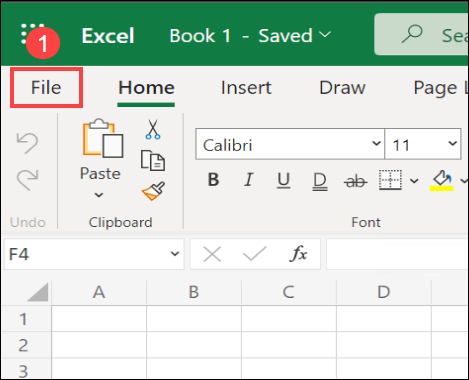 1
Excel Book 1 - Saved Sea
File Home Insert Draw Page L
Calibri 11
Paste B I U D ab
Undo Clipboard Font
F4 fx
A B C D
1
2
3